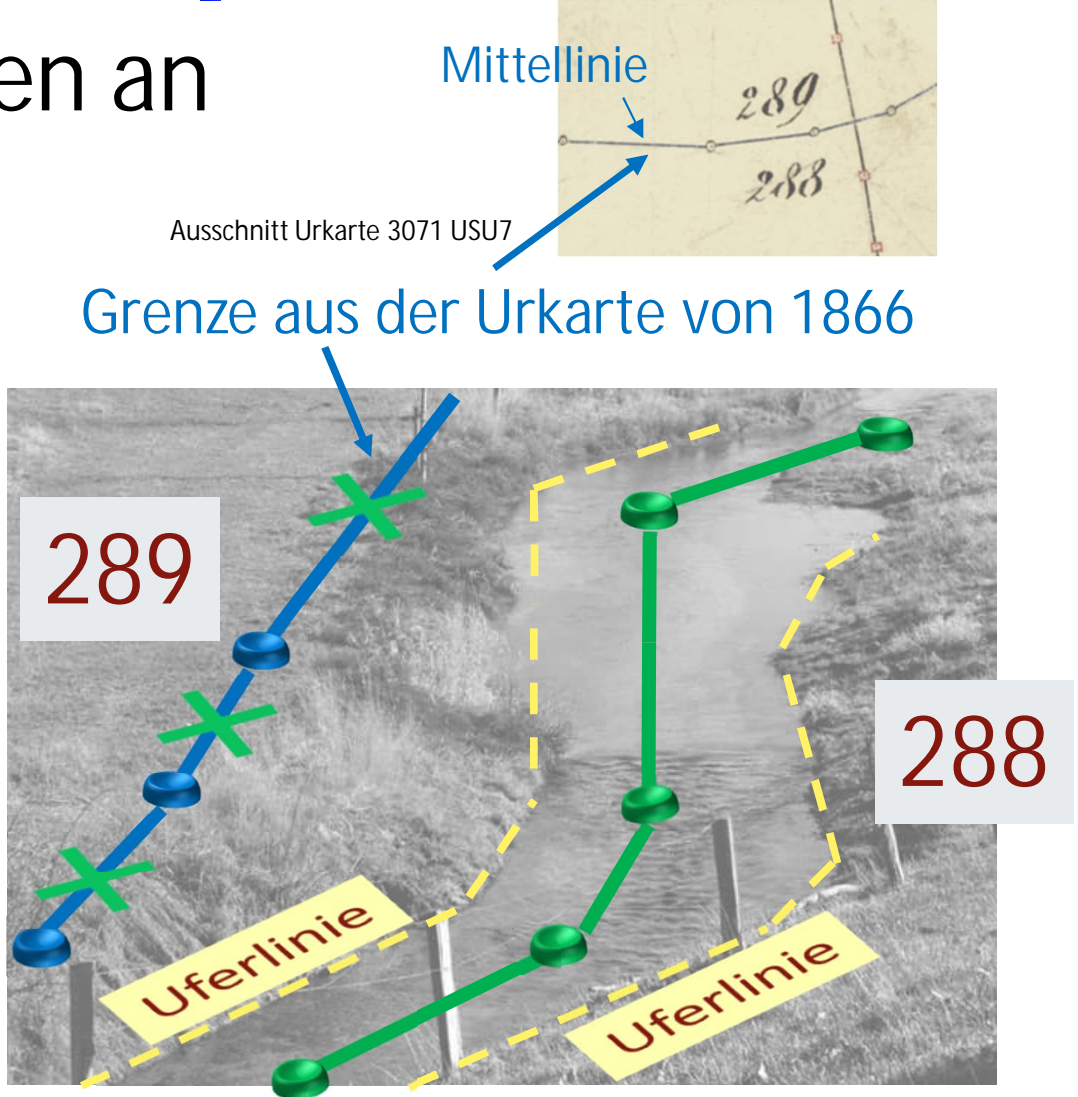 en an
Mittellinie
289
288
Ausschnitt Urkarte 3071 USU7
Grenze aus der Urkarte von 1866
289
288
Uferlinie
Uferlinie